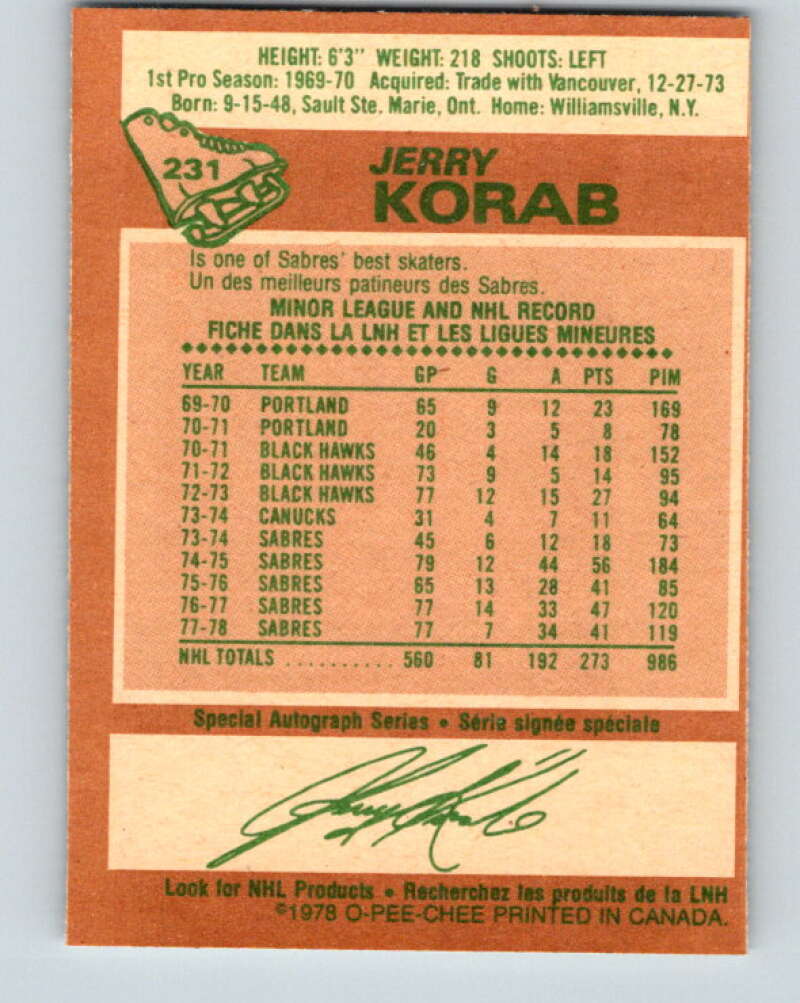 HEIGHT: 6'3" WEIGHT: 218 SHOOTS: LEFT
1st Pro Season: 1969-70 Acquired: Trade with Vancouver, 12-27-73
Born: 9-15-48, Sault Ste. Marie, Ont. Home: Williamsville, N.Y.
231
JERRY
KORAB
Is one of Sabres' best skaters.
Un des meilleurs patineurs des Sabres.
MINOR LEAGUE AND NHL RECORD
FICHE DANS LA LNH ET LES LIGUES MINEURES
YEAR TEAM GP G A PTS PIM
69-70 PORTLAND 65 9 12 23 169
70-71 PORTLAND 20 3 5 8 78
70-71 BLACK HAWKS 46 4 14 18 152
71-72 BLACK HAWKS 73 9 5 14 95
72-73 BLACK HAWKS 77 12 15 27 94
73-74 CANUCKS 31 4 7 11 64
73-74 SABRES 45 6 12 18 73
74-75 SABRES 79 12 44 56 184
75-76 SABRES 65 13 28 41 85
76-77 SABRES 77 14 33 47 120
77-78 SABRES 77 7 34 41 119
NHL TOTALS .......... 560 81 192 273 986
Special Autograph Series • Série signée spéciale
Jerry Korab
Look for NHL Products • Recherchez les produits de la LNH
©1978 O-PEE-CHEE PRINTED IN CANADA.